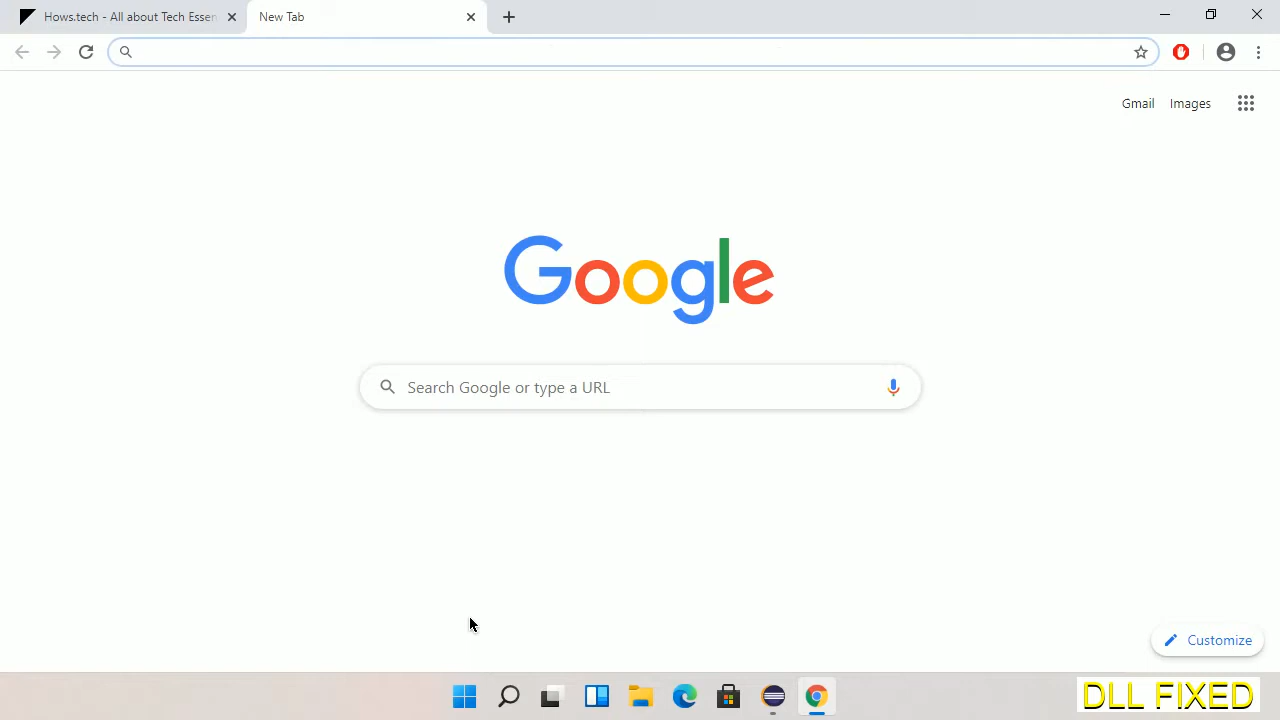 Hows.tech - All about Tech Essen
New Tab
Gmail Images
Google
Search Google or type a URL
Customize
DLL FIXED